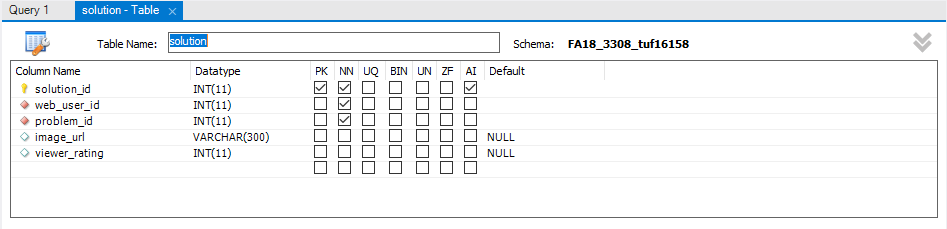 Query 1 solution - Table ×
Table Name: solution Schema: FA18_3308_tuf16158
Column Name Datatype PK NN UQ BIN UN ZF AI Default
solution_id INT(11)
web_user_id INT(11)
problem_id INT(11)
image_url VARCHAR(300) NULL
viewer_rating INT(11) NULL